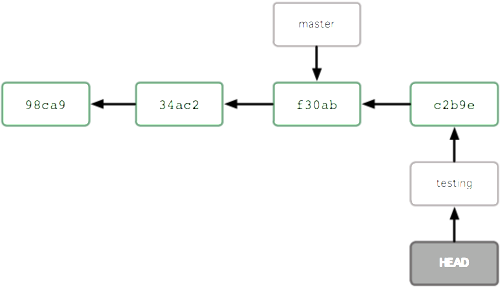 master
98ca9
34ac2
f30ab
c2b9e
testing
HEAD